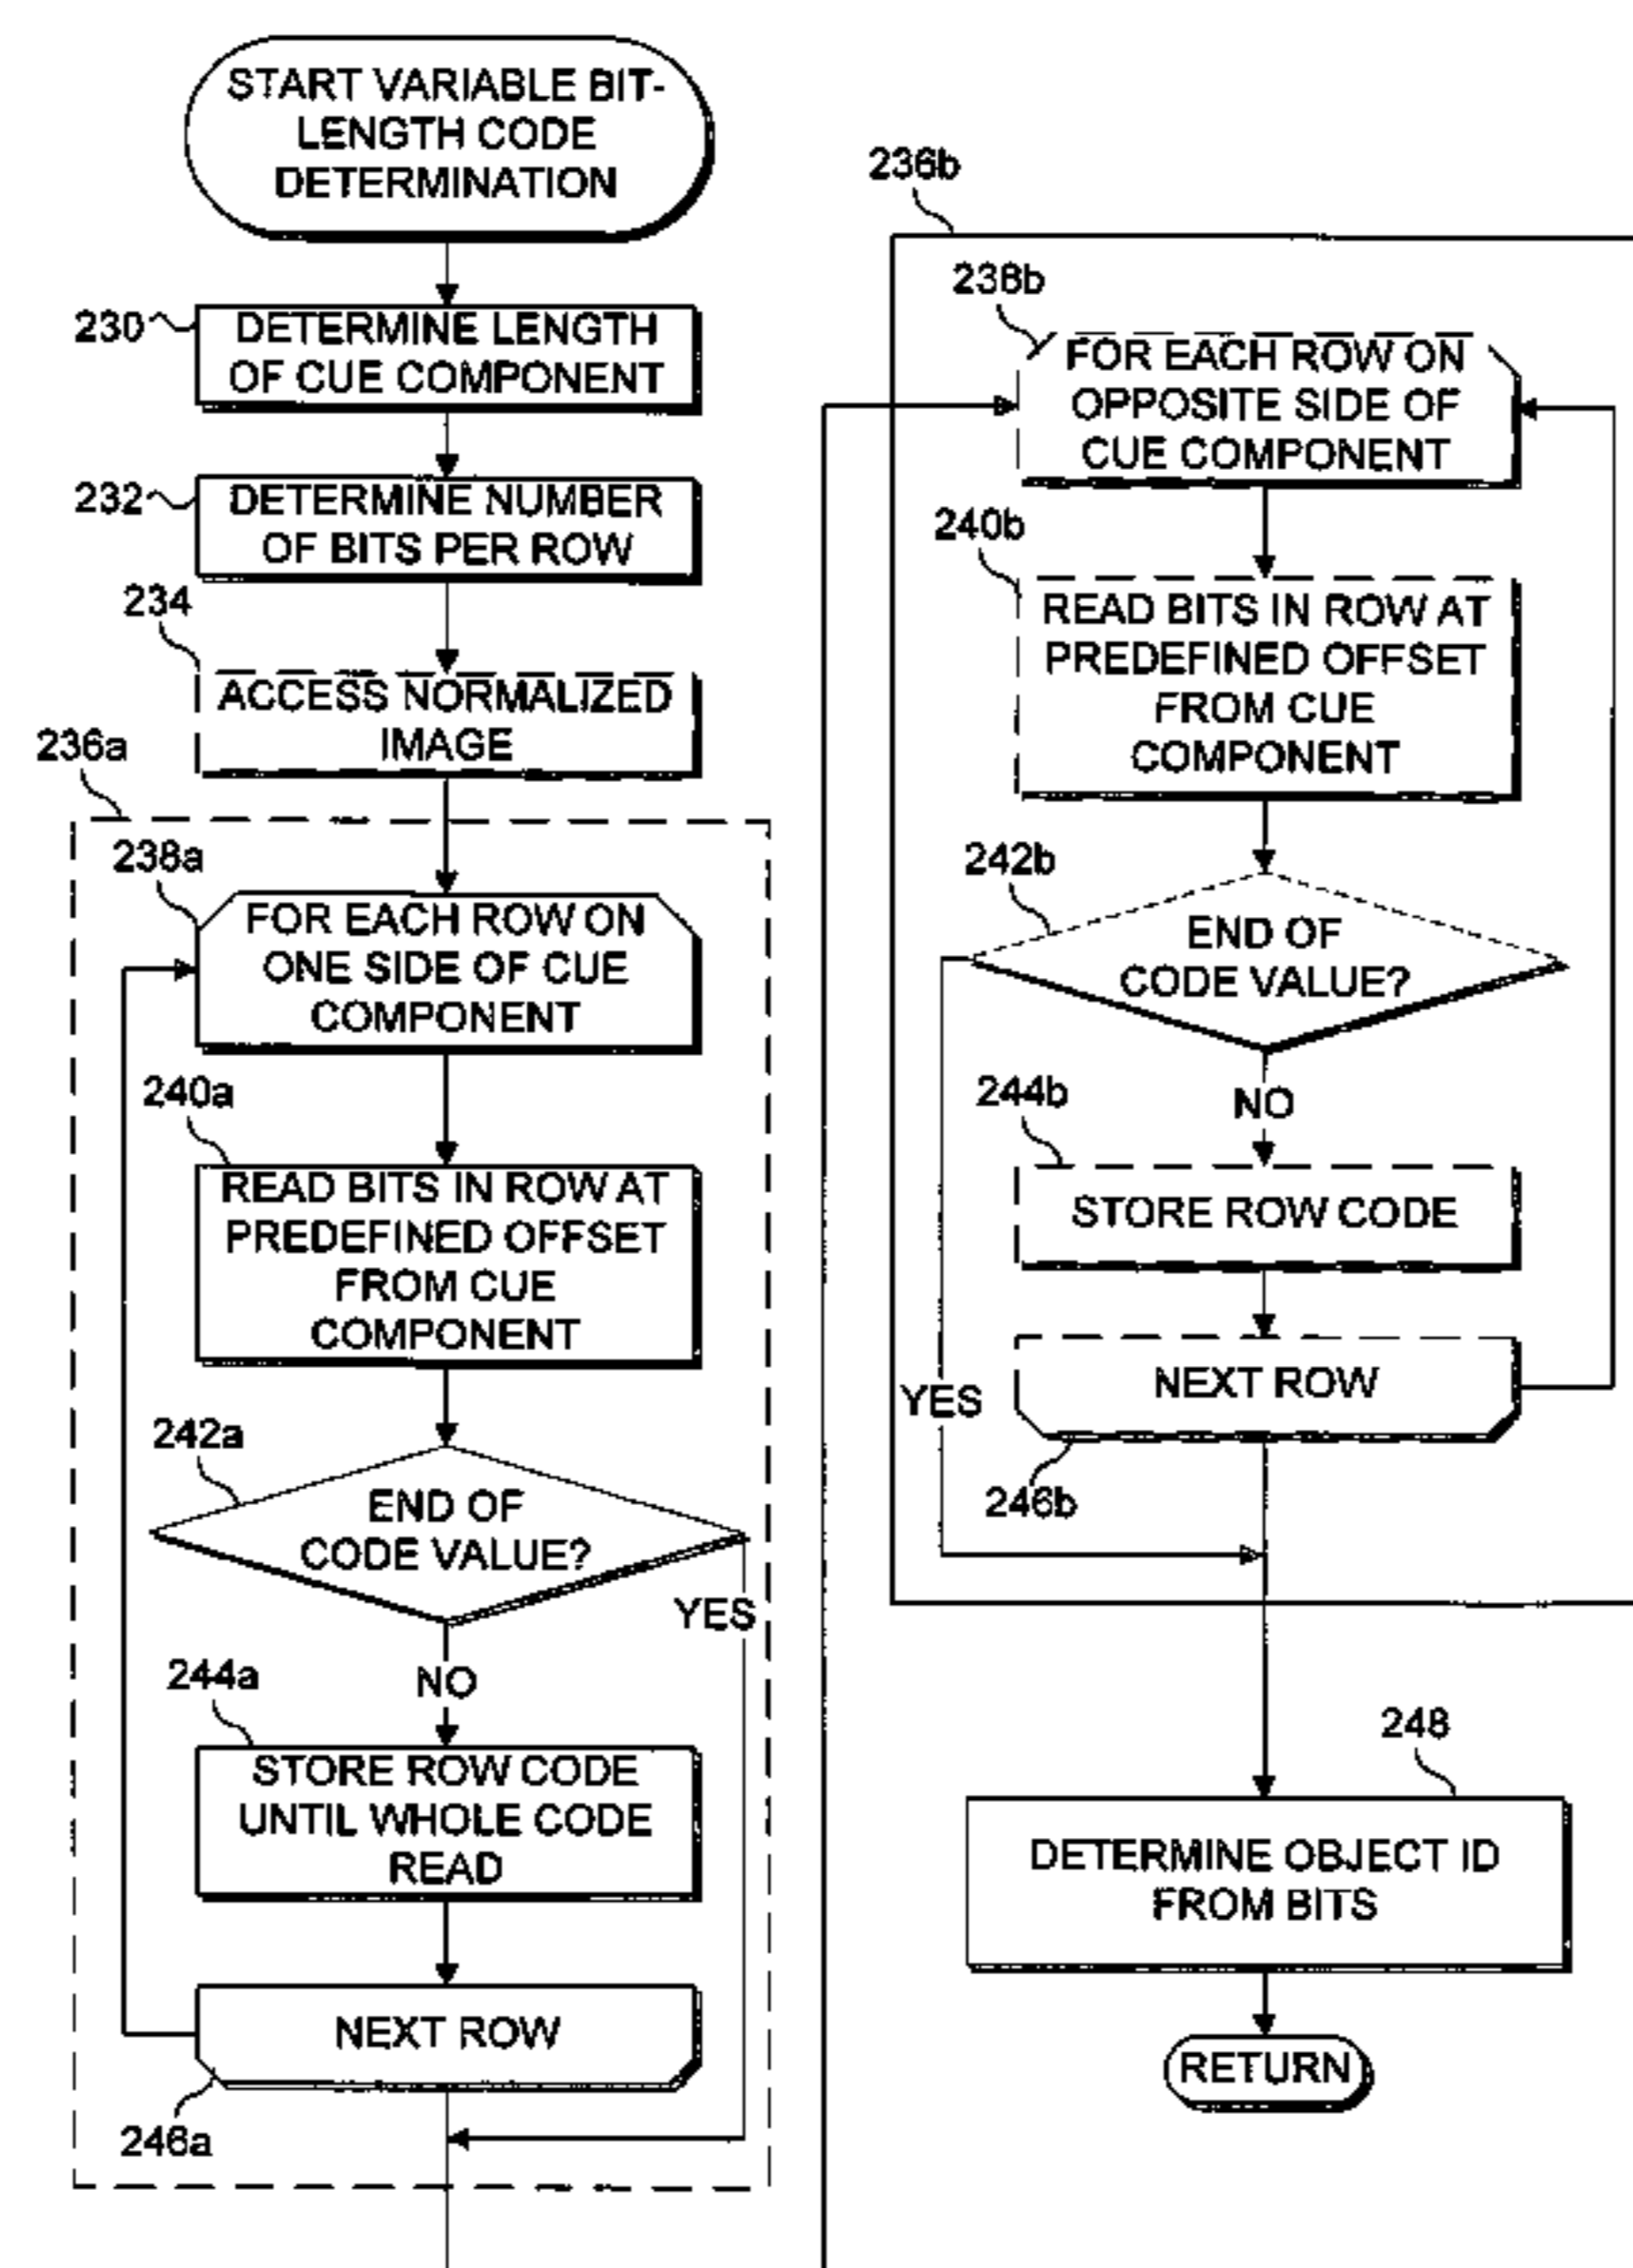 START VARIABLE BIT-
LENGTH CODE
DETERMINATION
230
DETERMINE LENGTH
OF CUE COMPONENT
232
DETERMINE NUMBER
OF BITS PER ROW
234
ACCESS NORMALIZED
IMAGE
236a
238a
FOR EACH ROW ON
ONE SIDE OF CUE
COMPONENT
240a
READ BITS IN ROW AT
PREDEFINED OFFSET
FROM CUE
COMPONENT
242a
END OF
CODE VALUE?
YES
NO
244a
STORE ROW CODE
UNTIL WHOLE CODE
READ
NEXT ROW
246a
236b
238b
FOR EACH ROW ON
OPPOSITE SIDE OF
CUE COMPONENT
240b
READ BITS IN ROW AT
PREDEFINED OFFSET
FROM CUE
COMPONENT
242b
END OF
CODE VALUE?
NO
244b
STORE ROW CODE
NEXT ROW
YES
246b
248
DETERMINE OBJECT ID
FROM BITS
RETURN